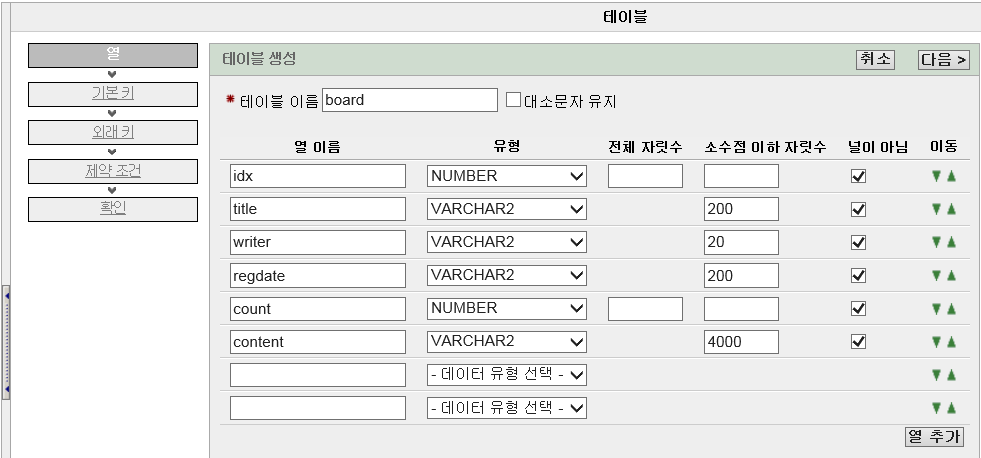 테이블
열
기본 키
외래 키
제약 조건
확인
테이블 생성 취소 다음 >
* 테이블 이름 board 대소문자 유지
열 이름 유형 전체 자릿수 소수점 이하 자릿수 널이 아님 이동
idx NUMBER
title VARCHAR2 200
writer VARCHAR2 20
regdate VARCHAR2 200
count NUMBER
content VARCHAR2 4000
- 데이터 유형 선택 -
- 데이터 유형 선택 -
열 추가